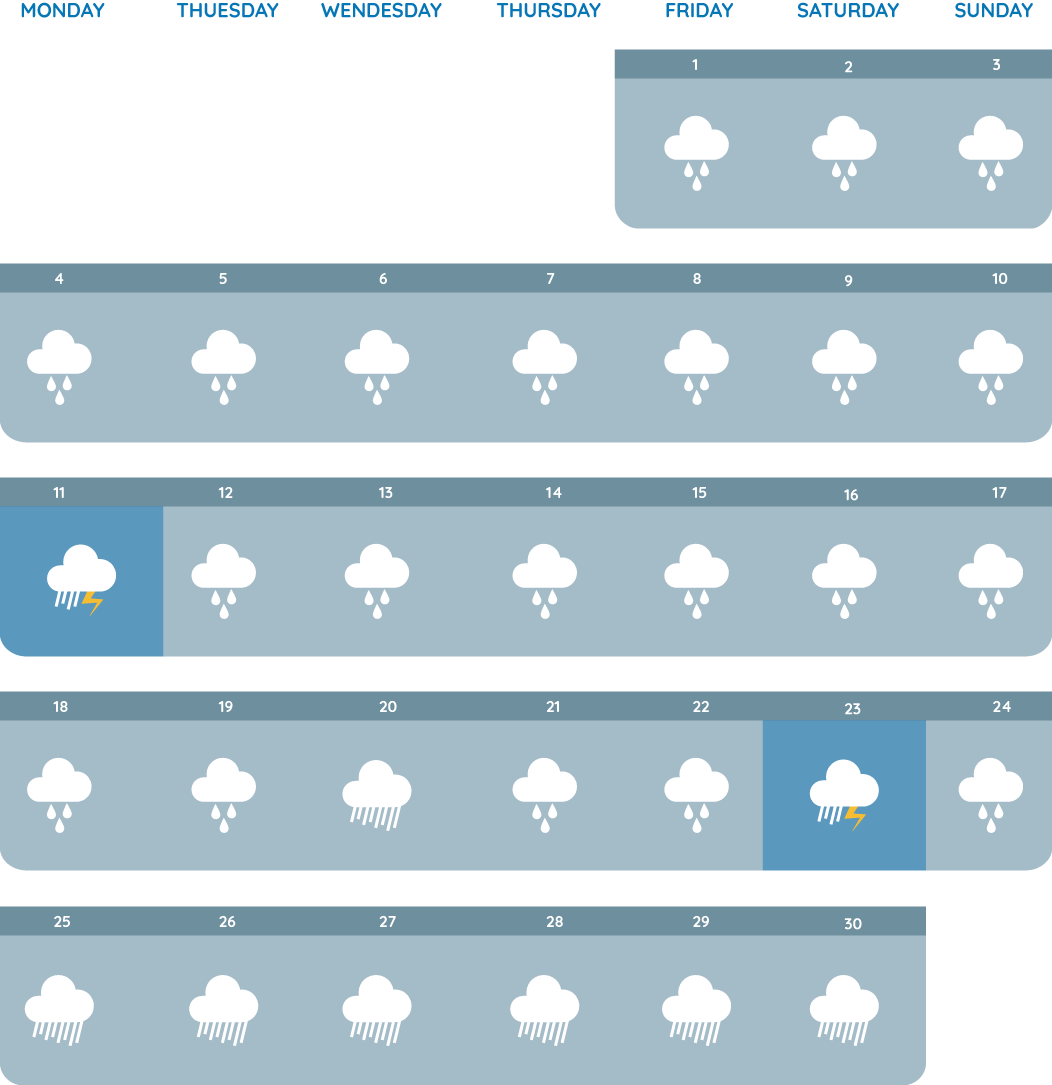 MONDAY THUESDAY WENDESDAY THURSDAY FRIDAY SATURDAY SUNDAY
1 2 3
4 5 6 7 8 9 10
11 12 13 14 15 16 17
18 19 20 21 22 23 24
25 26 27 28 29 30